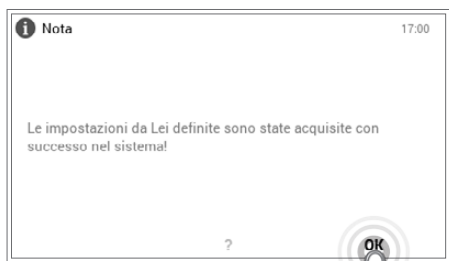 Nota 17:00
Le impostazioni da Lei definite sono state acquisite con
successo nel sistema!
? OK